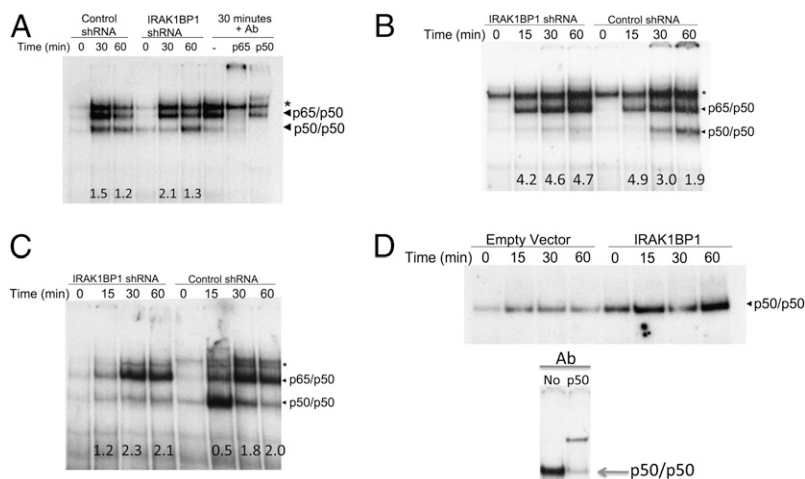 A
Control shRNA
IRAK1BP1 shRNA
30 minutes + Ab
Time (min) 0 30 60 0 30 60 - p65 p50
*
p65/p50
p50/p50
1.5 1.2 2.1 1.3
B
IRAK1BP1 shRNA Control shRNA
Time (min) 0 15 30 60 0 15 30 60
*
p65/p50
p50/p50
4.2 4.6 4.7 4.9 3.0 1.9
C
IRAK1BP1 shRNA Control shRNA
Time (min) 0 15 30 60 0 15 30 60
*
p65/p50
p50/p50
1.2 2.3 2.1 0.5 1.8 2.0
D
Empty Vector IRAK1BP1
Time (min) 0 15 30 60 0 15 30 60
p50/p50
Ab
No p50
p50/p50